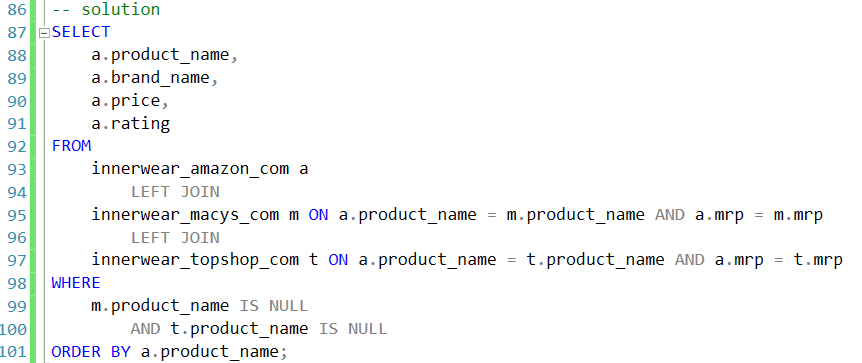 86 -- solution
87 SELECT
88 a.product_name,
89 a.brand_name,
90 a.price,
91 a.rating
92 FROM
93 innerwear_amazon_com a
94 LEFT JOIN
95 innerwear_macys_com m ON a.product_name = m.product_name AND a.mrp = m.mrp
96 LEFT JOIN
97 innerwear_topshop_com t ON a.product_name = t.product_name AND a.mrp = t.mrp
98 WHERE
99 m.product_name IS NULL
100 AND t.product_name IS NULL
101 ORDER BY a.product_name;